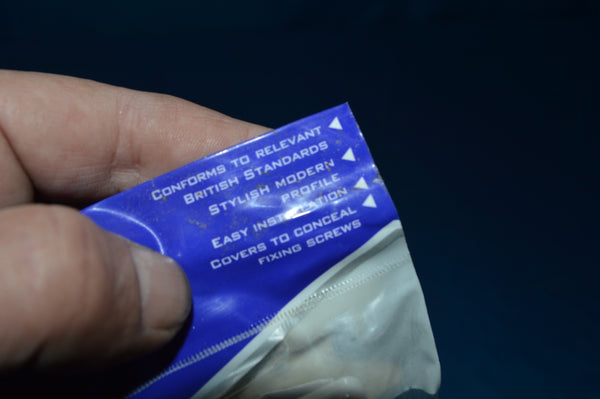 CONFORMS TO RELEVANT
BRITISH STANDARDS
STYLISH MODERN
PROFILE
EASY INSTALLATION
COVERS TO CONCEAL
FIXING SCREWS